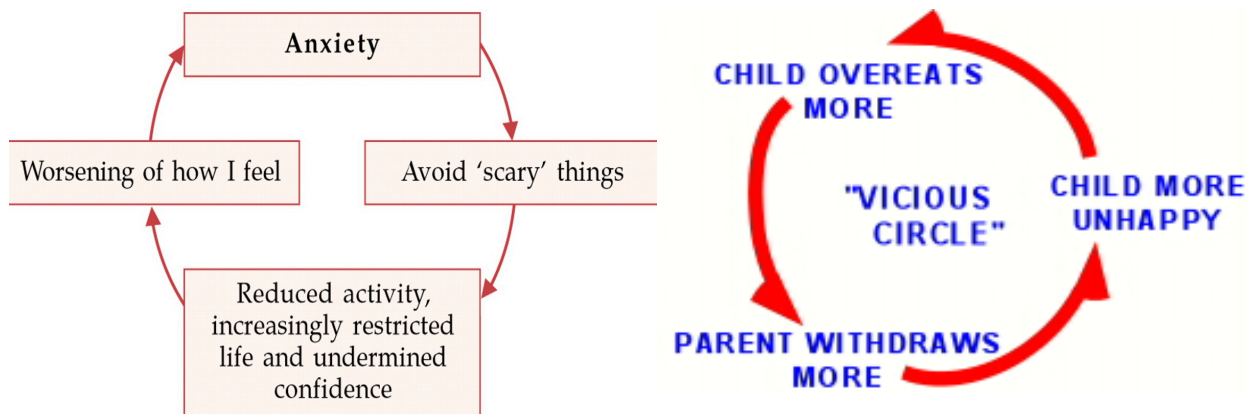 Anxiety
Worsening of how I feel
Avoid ‘scary’ things
Reduced activity,
increasingly restricted
life and undermined
confidence
CHILD OVEREATS
MORE
"VICIOUS
CIRCLE"
CHILD MORE
UNHAPPY
PARENT WITHDRAWS
MORE